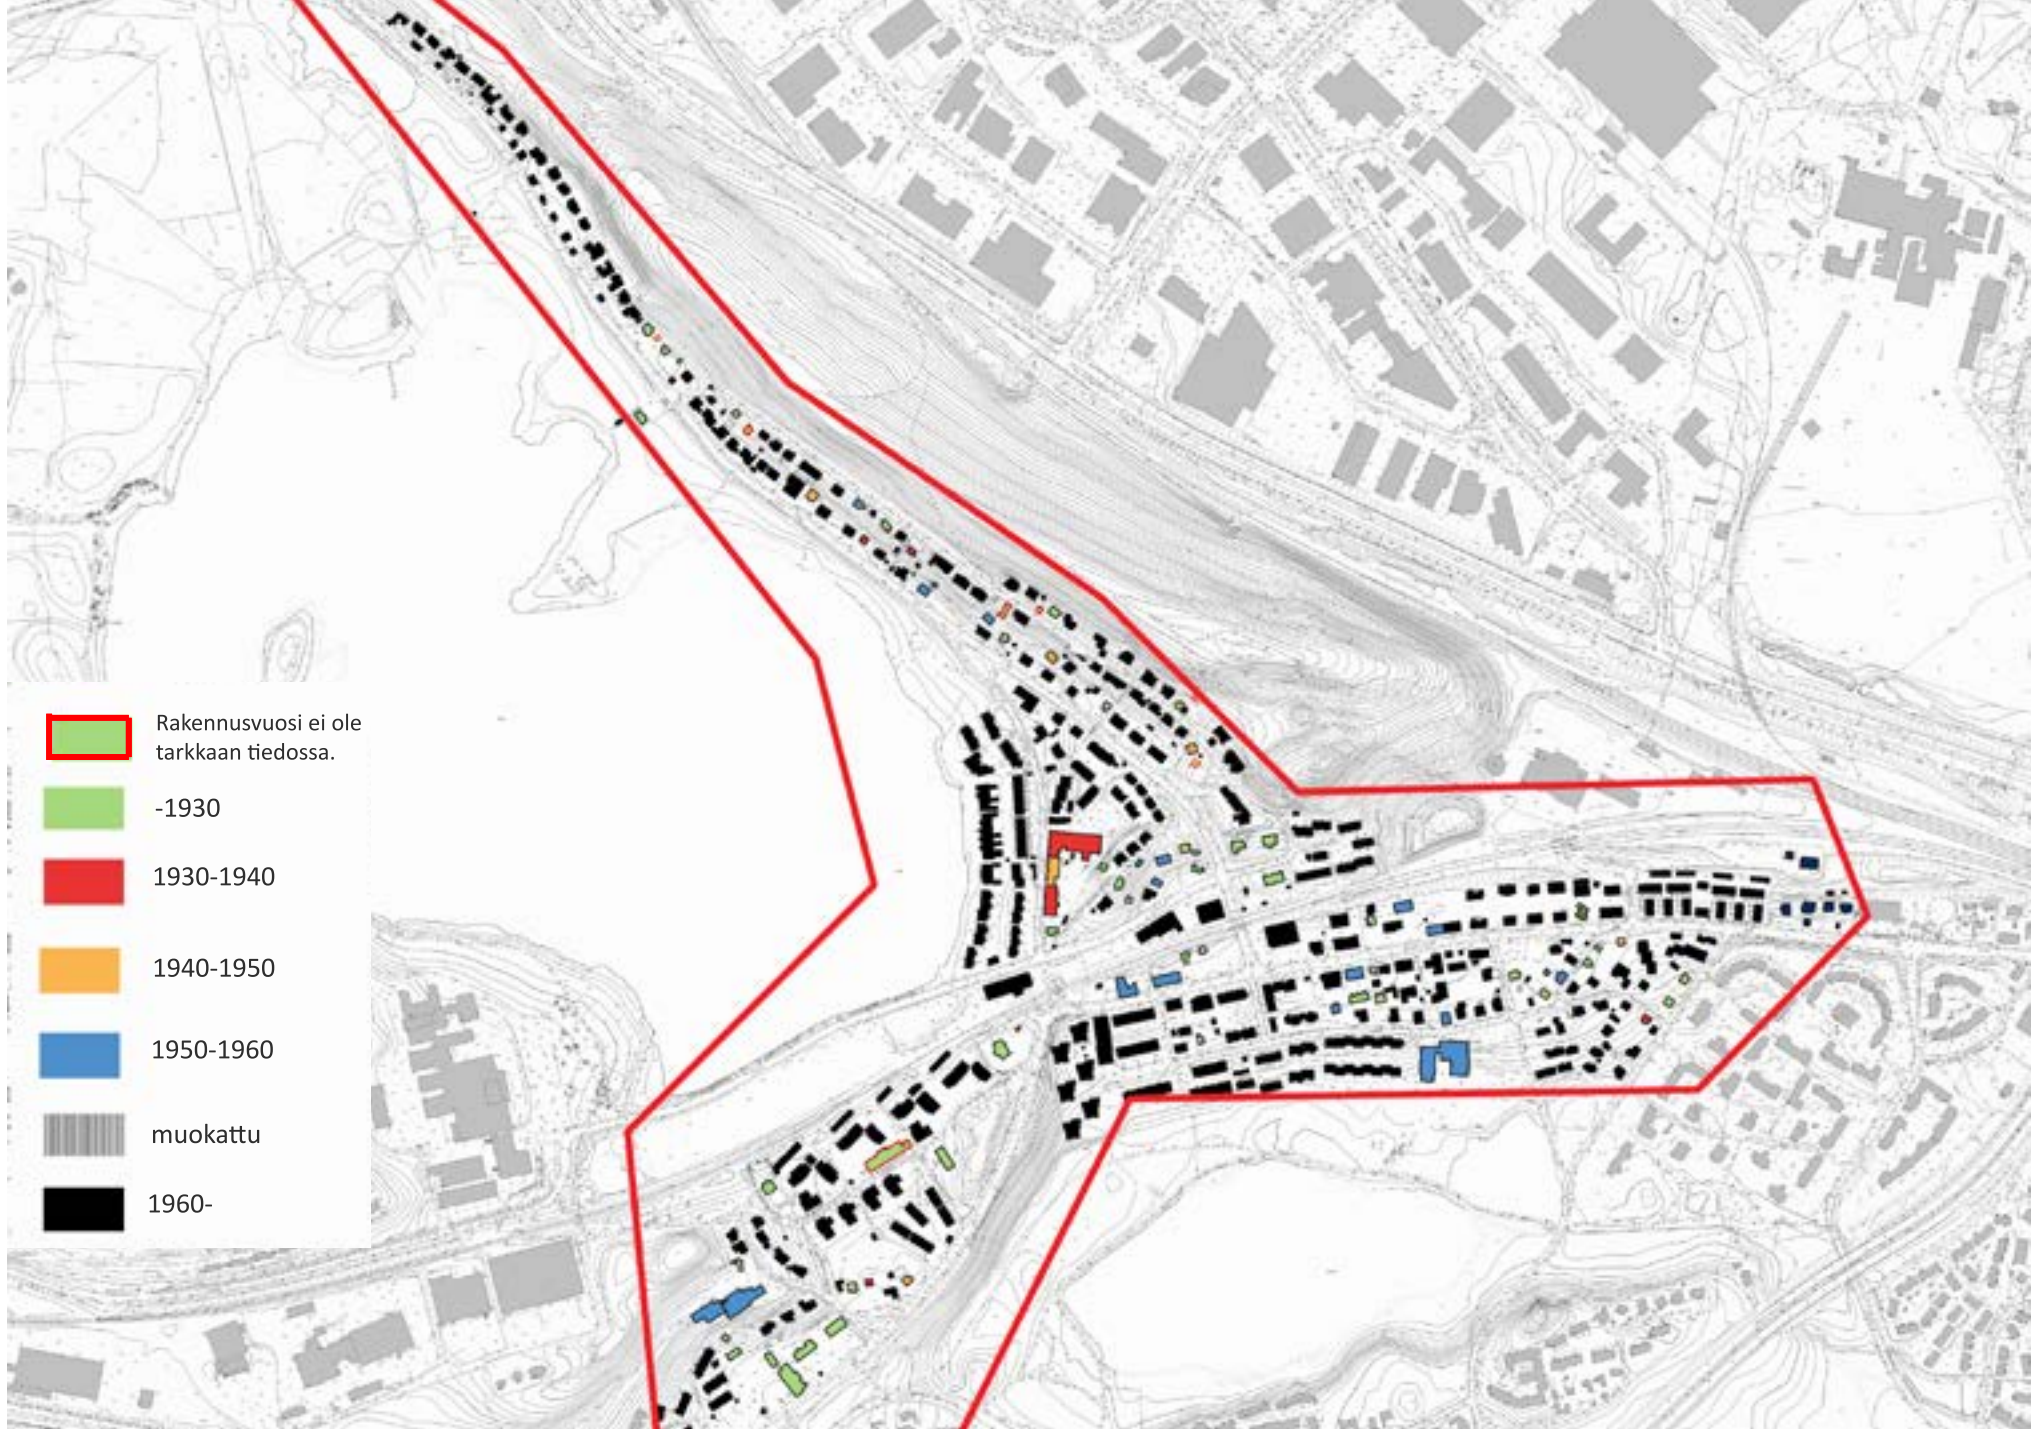 Rakennusvuosi ei ole
tarkkaan tiedossa.
-1930
1930-1940
1940-1950
1950-1960
muokattu
1960-